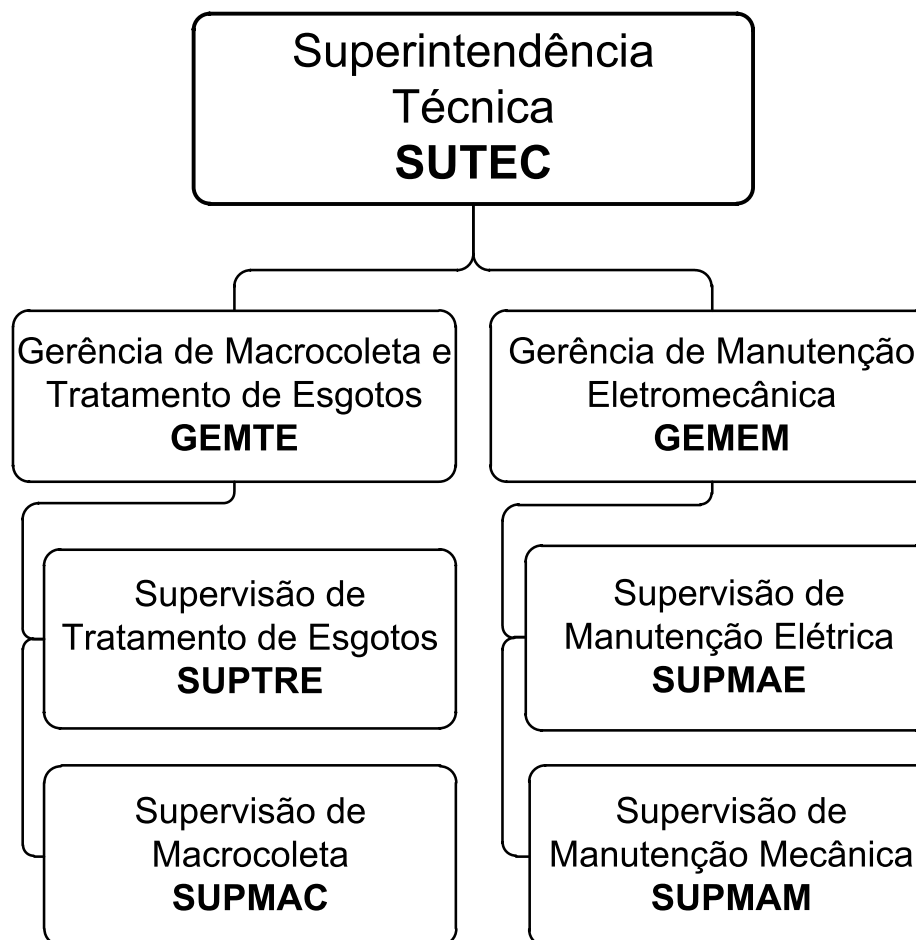 Superintendência
Técnica
SUTEC
Gerência de Macrocoleta e
Tratamento de Esgotos
GEMTE
Gerência de Manutenção
Eletromecânica
GEMEM
Supervisão de
Tratamento de Esgotos
SUPTRE
Supervisão de
Manutenção Elétrica
SUPMAE
Supervisão de
Macrocoleta
SUPMAC
Supervisão de
Manutenção Mecânica
SUPMAM